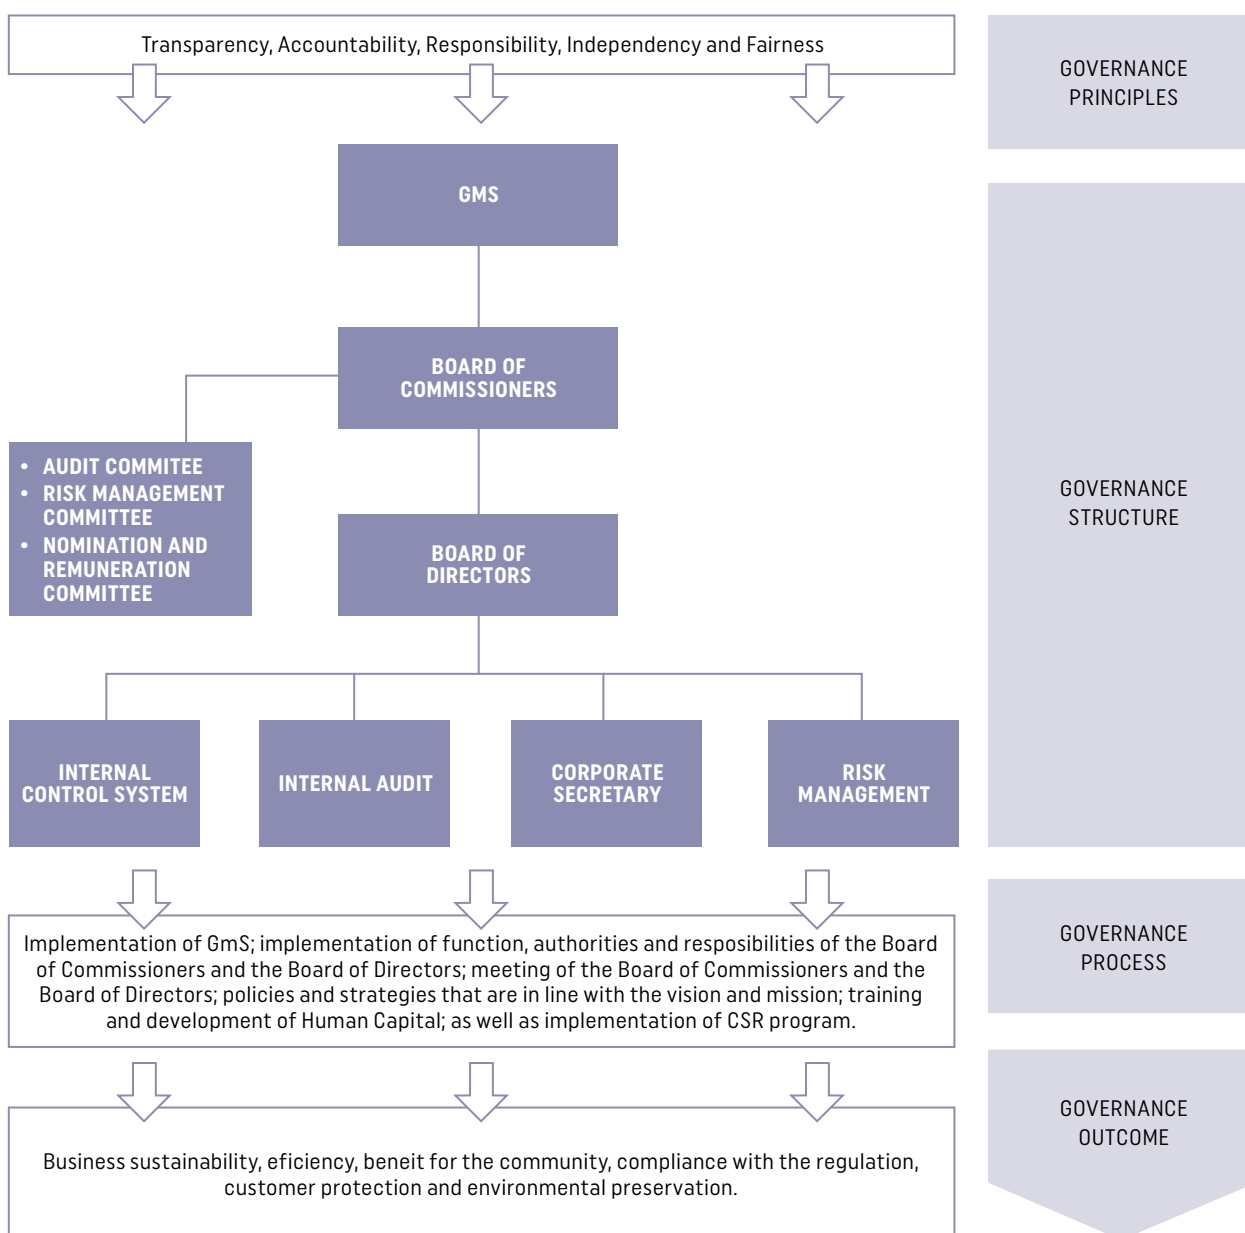 Transparency, Accountability, Responsibility, Independency and Fairness
GOVERNANCE
PRINCIPLES
GMS
BOARD OF
COMMISSIONERS
• AUDIT COMMITEE
• RISK MANAGEMENT
COMMITTEE
• NOMINATION AND
REMUNERATION
COMMITTEE
BOARD OF
DIRECTORS
GOVERNANCE
STRUCTURE
INTERNAL
CONTROL SYSTEM
INTERNAL AUDIT
CORPORATE
SECRETARY
RISK
MANAGEMENT
Implementation of GmS; implementation of function, authorities and resposibilities of the Board
of Commissioners and the Board of Directors; meeting of the Board of Commissioners and the
Board of Directors; policies and strategies that are in line with the vision and mission; training
and development of Human Capital; as well as implementation of CSR program.
GOVERNANCE
PROCESS
Business sustainability, eficiency, beneit for the community, compliance with the regulation,
customer protection and environmental preservation.
GOVERNANCE
OUTCOME